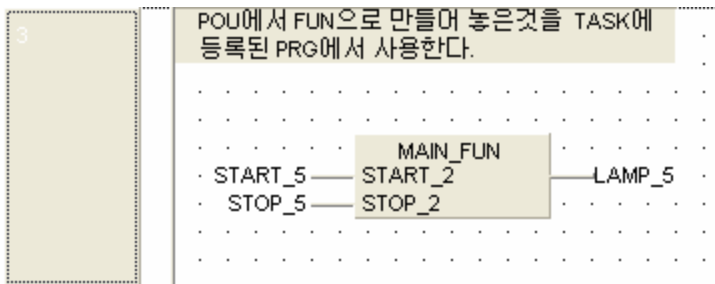 3
POU에서 FUN으로 만들어 놓은것을 TASK에
등록된 PRG에서 사용한다.
MAIN_FUN
START_5 START_2 LAMP_5
STOP_5 STOP_2